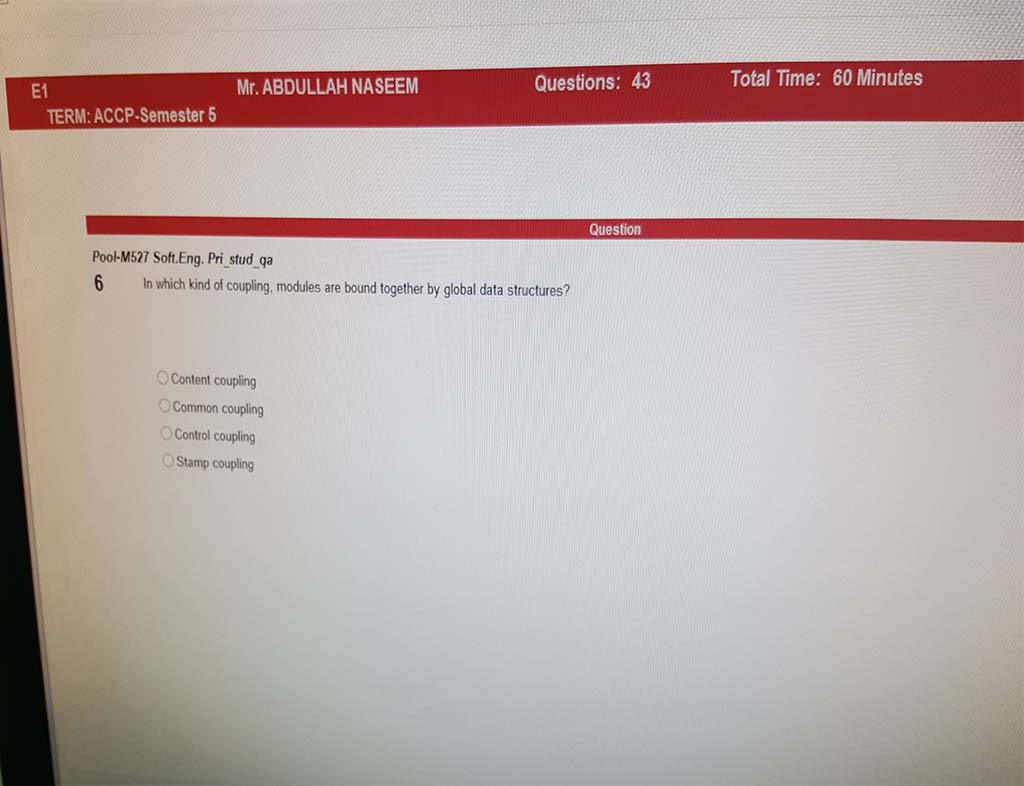 E1 Mr. ABDULLAH NASEEM Questions: 43 Total Time: 60 Minutes
TERM: ACCP-Semester 5
Question
Pool-M527 Soft.Eng. Pri_stud_qa
6 In which kind of coupling, modules are bound together by global data structures?
Content coupling
Common coupling
Control coupling
Stamp coupling